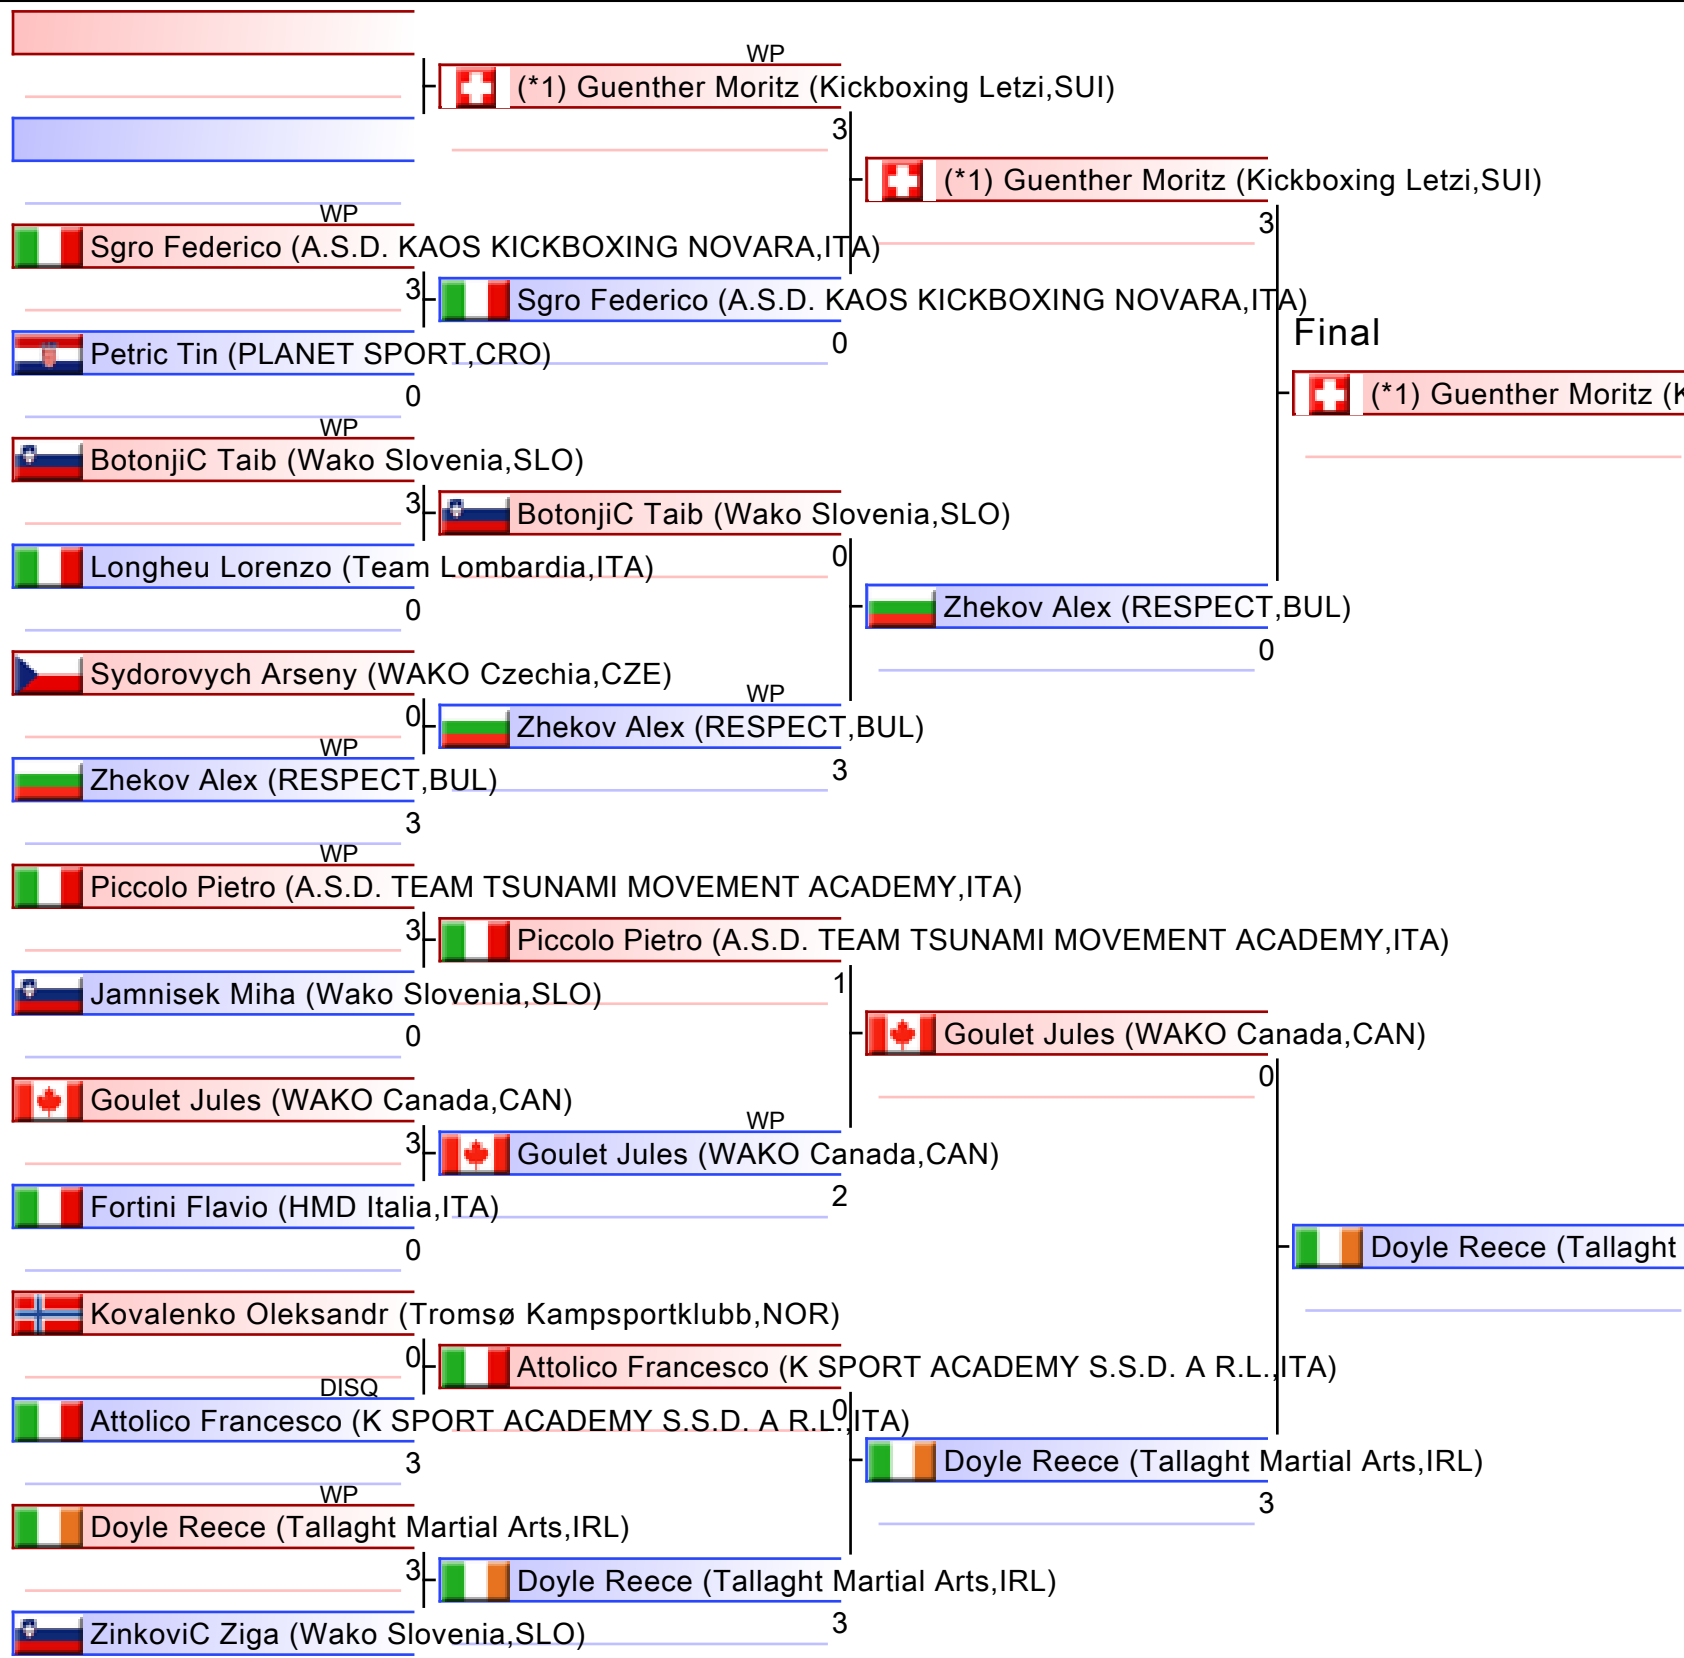 WP
(*1) Guenther Moritz (Kickboxing Letzi,SUI)
3
(*1) Guenther Moritz (Kickboxing Letzi,SUI)
3
WP
Sgro Federico (A.S.D. KAOS KICKBOXING NOVARA,ITA)
3
Sgro Federico (A.S.D. KAOS KICKBOXING NOVARA,ITA)
0
Final
Petric Tin (PLANET SPORT,CRO)
0
(*1) Guenther Moritz (K
WP
BotonjiC Taib (Wako Slovenia,SLO)
3
BotonjiC Taib (Wako Slovenia,SLO)
0
Longheu Lorenzo (Team Lombardia,ITA)
0
Zhekov Alex (RESPECT,BUL)
0
Sydorovych Arseny (WAKO Czechia,CZE)
0
WP
Zhekov Alex (RESPECT,BUL)
3
WP
Zhekov Alex (RESPECT,BUL)
3
WP
Piccolo Pietro (A.S.D. TEAM TSUNAMI MOVEMENT ACADEMY,ITA)
3
Piccolo Pietro (A.S.D. TEAM TSUNAMI MOVEMENT ACADEMY,ITA)
1
Jamnisek Miha (Wako Slovenia,SLO)
0
Goulet Jules (WAKO Canada,CAN)
0
Goulet Jules (WAKO Canada,CAN)
3
WP
Goulet Jules (WAKO Canada,CAN)
2
Fortini Flavio (HMD Italia,ITA)
0
Doyle Reece (Tallaght
Kovalenko Oleksandr (Tromsø Kampsportklubb,NOR)
0
Attolico Francesco (K SPORT ACADEMY S.S.D. A R.L.,ITA)
0
DISQ
Attolico Francesco (K SPORT ACADEMY S.S.D. A R.L.,ITA)
3
Doyle Reece (Tallaght Martial Arts,IRL)
3
WP
Doyle Reece (Tallaght Martial Arts,IRL)
3
Doyle Reece (Tallaght Martial Arts,IRL)
3
ZinkoviC Ziga (Wako Slovenia,SLO)